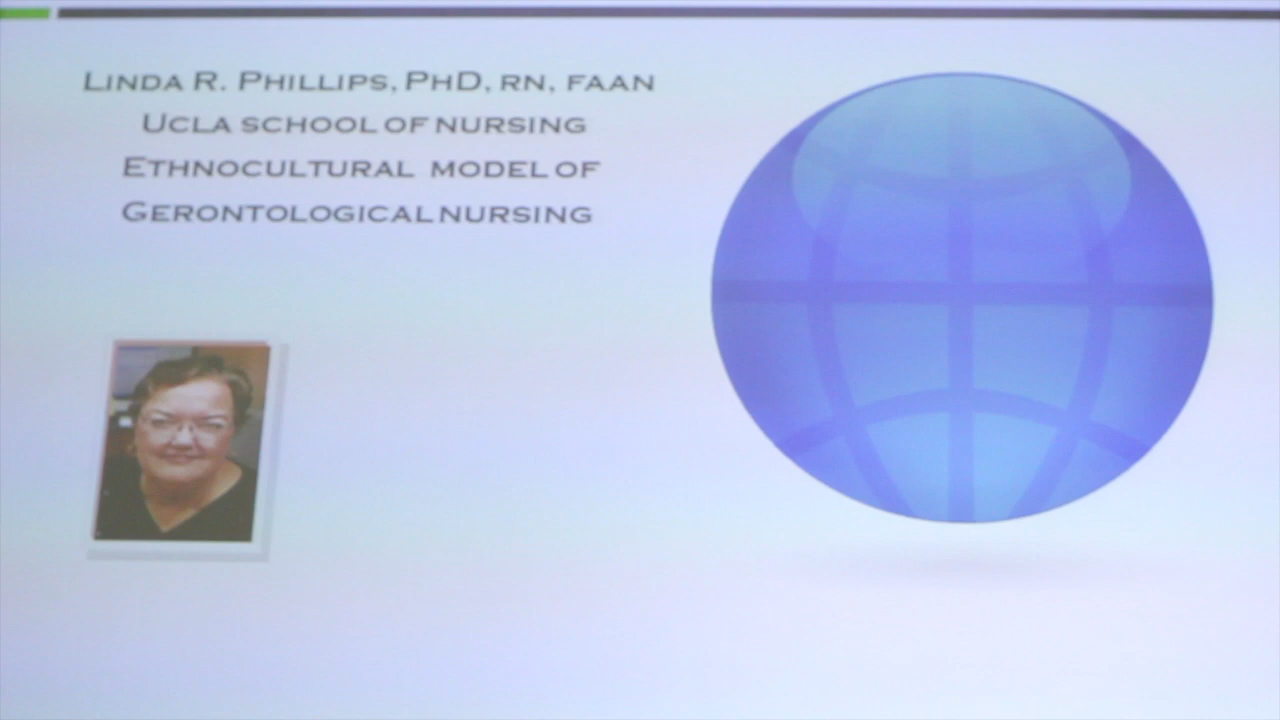 LINDA R. PHILLIPS, PHD, RN, FAAN
UCLA SCHOOL OF NURSING
ETHNOCULTURAL MODEL OF
GERONTOLOGICAL NURSING